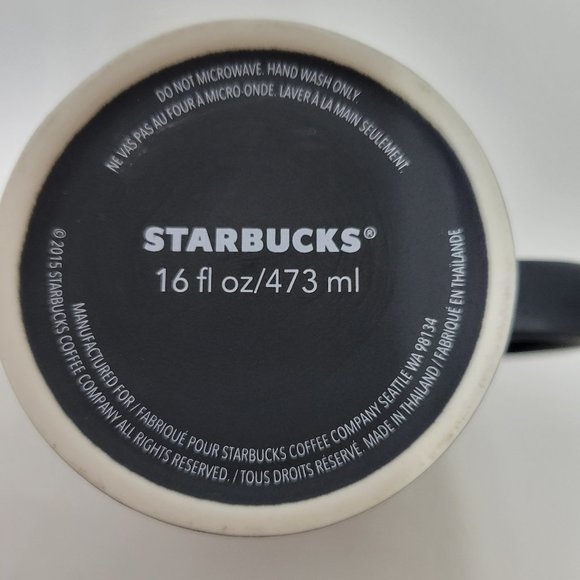 DO NOT MICROWAVE. HAND WASH ONLY.
NE VAS PAS AU FOUR À MICRO ONDE. LAVER À LA MAIN SEULEMENT.
STARBUCKS®
16 fl oz/473 ml
MANUFACTURED FOR / FABRIQUÉ POUR STARBUCKS COFFEE COMPANY SEATTLE WA 98134
© 2015 STARBUCKS COFFEE COMPANY ALL RIGHTS RESERVED. / TOUS DROITS RÉSERVÉ. MADE IN THAILAND / FABRIQUÉ EN THAÏLANDE